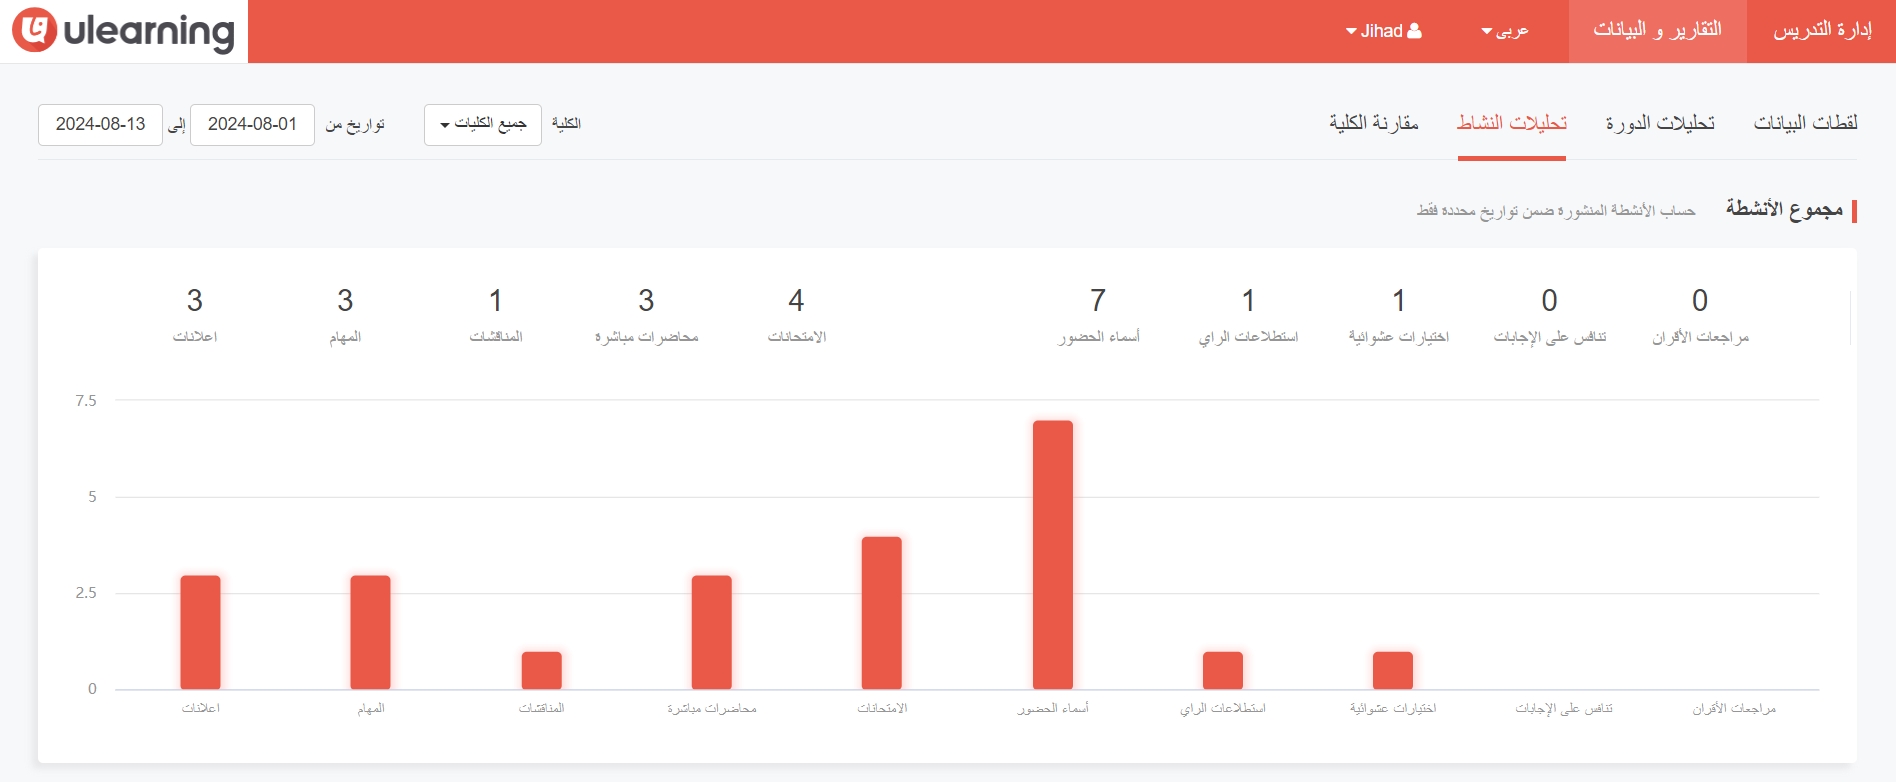 إدارة التدريس
التقارير و البيانات
عربى
Jihad
ulearning
لقطات البيانات
تحليلات الدورة
تحليلات النشاط
مقارنة الكلية
الكلية
جميع الكليات
تواريخ من
2024-08-01
إلى
2024-08-13
مجموع الأنشطة
حساب الأنشطة المنشورة ضمن تواريخ محددة فقط
0
مراجعات الأقران
0
تنافس على الإجابات
1
اختيارات عشوائية
1
استطلاعات الراي
7
أسماء الحضور
4
الامتحانات
3
محاضرات مباشرة
1
المناقشات
3
المهام
3
اعلانات
7.5
5
2.5
0
مراجعات الأقران
تنافس على الإجابات
اختيارات عشوائية
استطلاعات الراي
أسماء الحضور
الامتحانات
محاضرات مباشرة
المناقشات
المهام
اعلانات